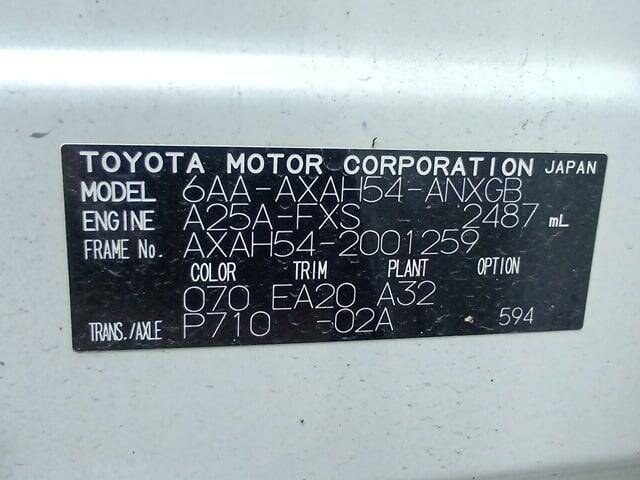 TOYOTA MOTOR CORPORATION JAPAN
MODEL 6AA-AXAH54-ANXGB
ENGINE A25A-FXS 2487 mL
FRAME No. AXAH54-2001259
COLOR TRIM PLANT OPTION
070 EA20 A32
TRANS./AXLE P710 -02A 594